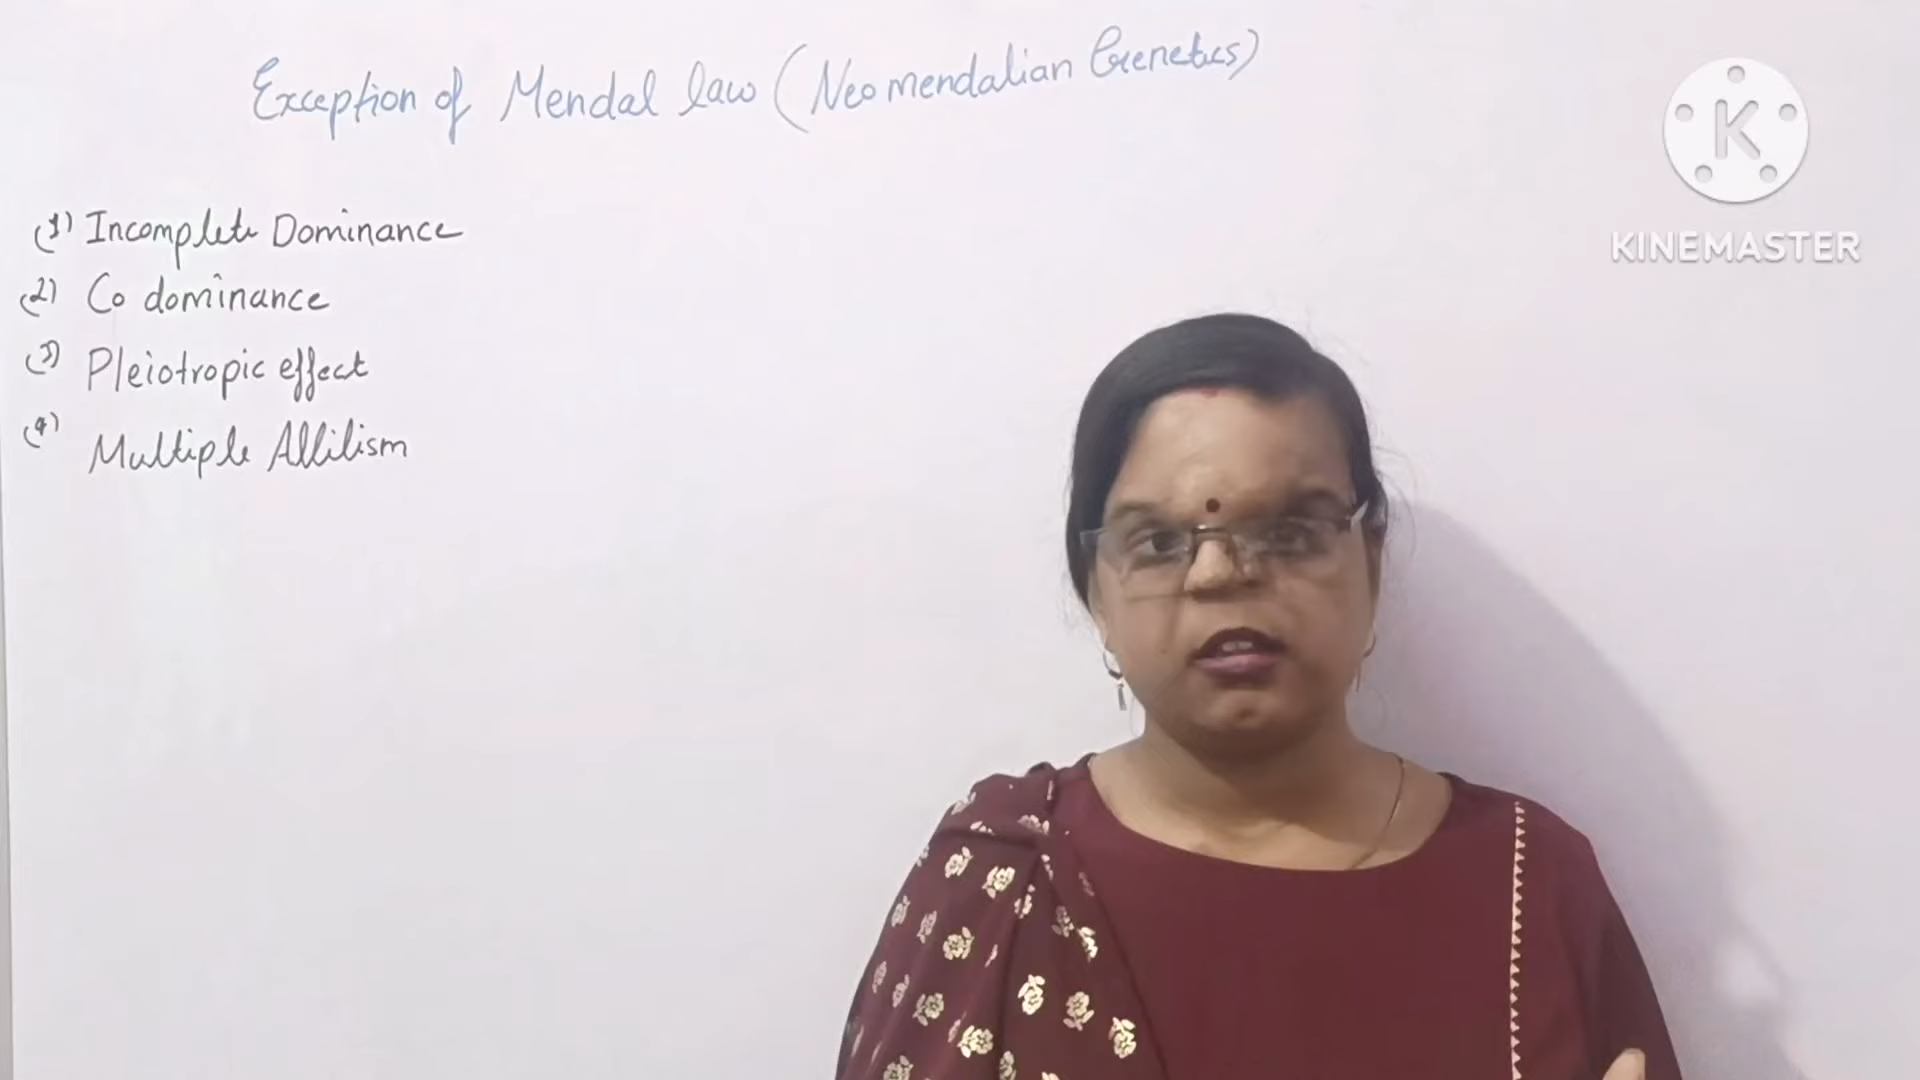 Exception of Mendal law (Neomendalian Genetics)
(1) Incomplete Dominance
(2) Co dominance
(3) Pleiotropic effect
(4) Multiple Allilism
K
KINEMASTER